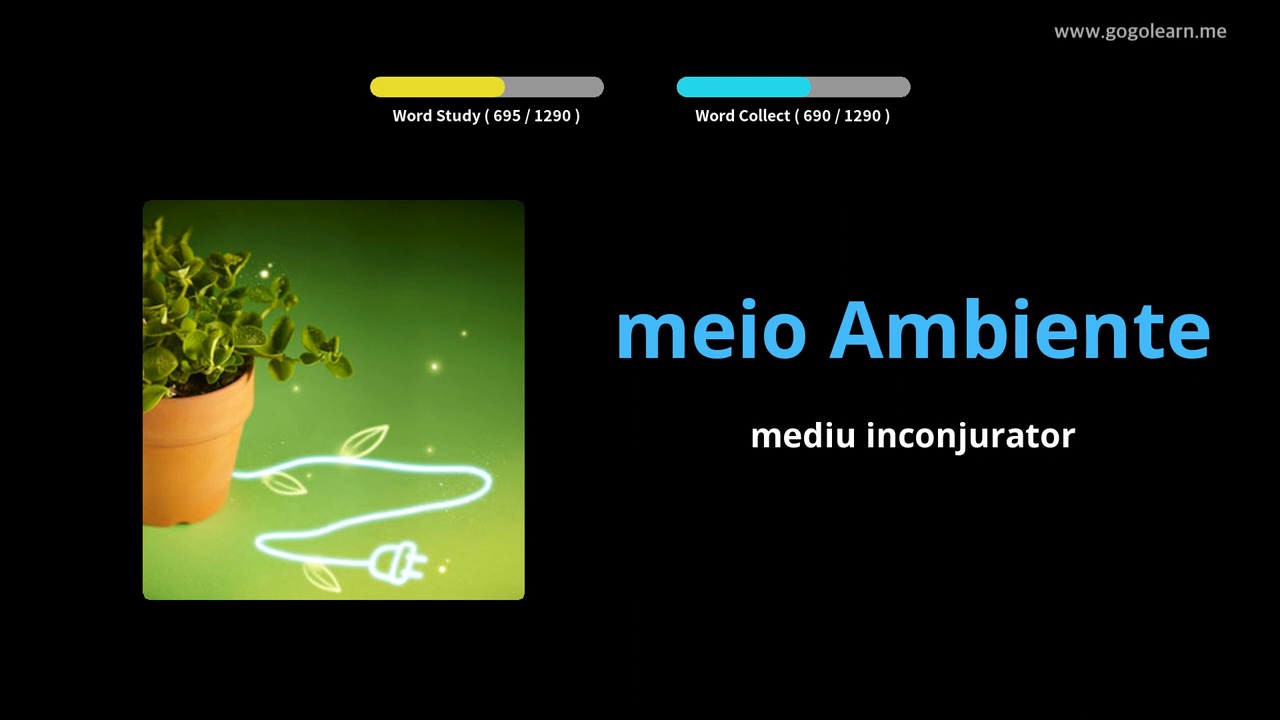 www.gogolearn.me
Word Study ( 695 / 1290 )
Word Collect ( 690 / 1290 )
meio Ambiente
mediu inconjurator